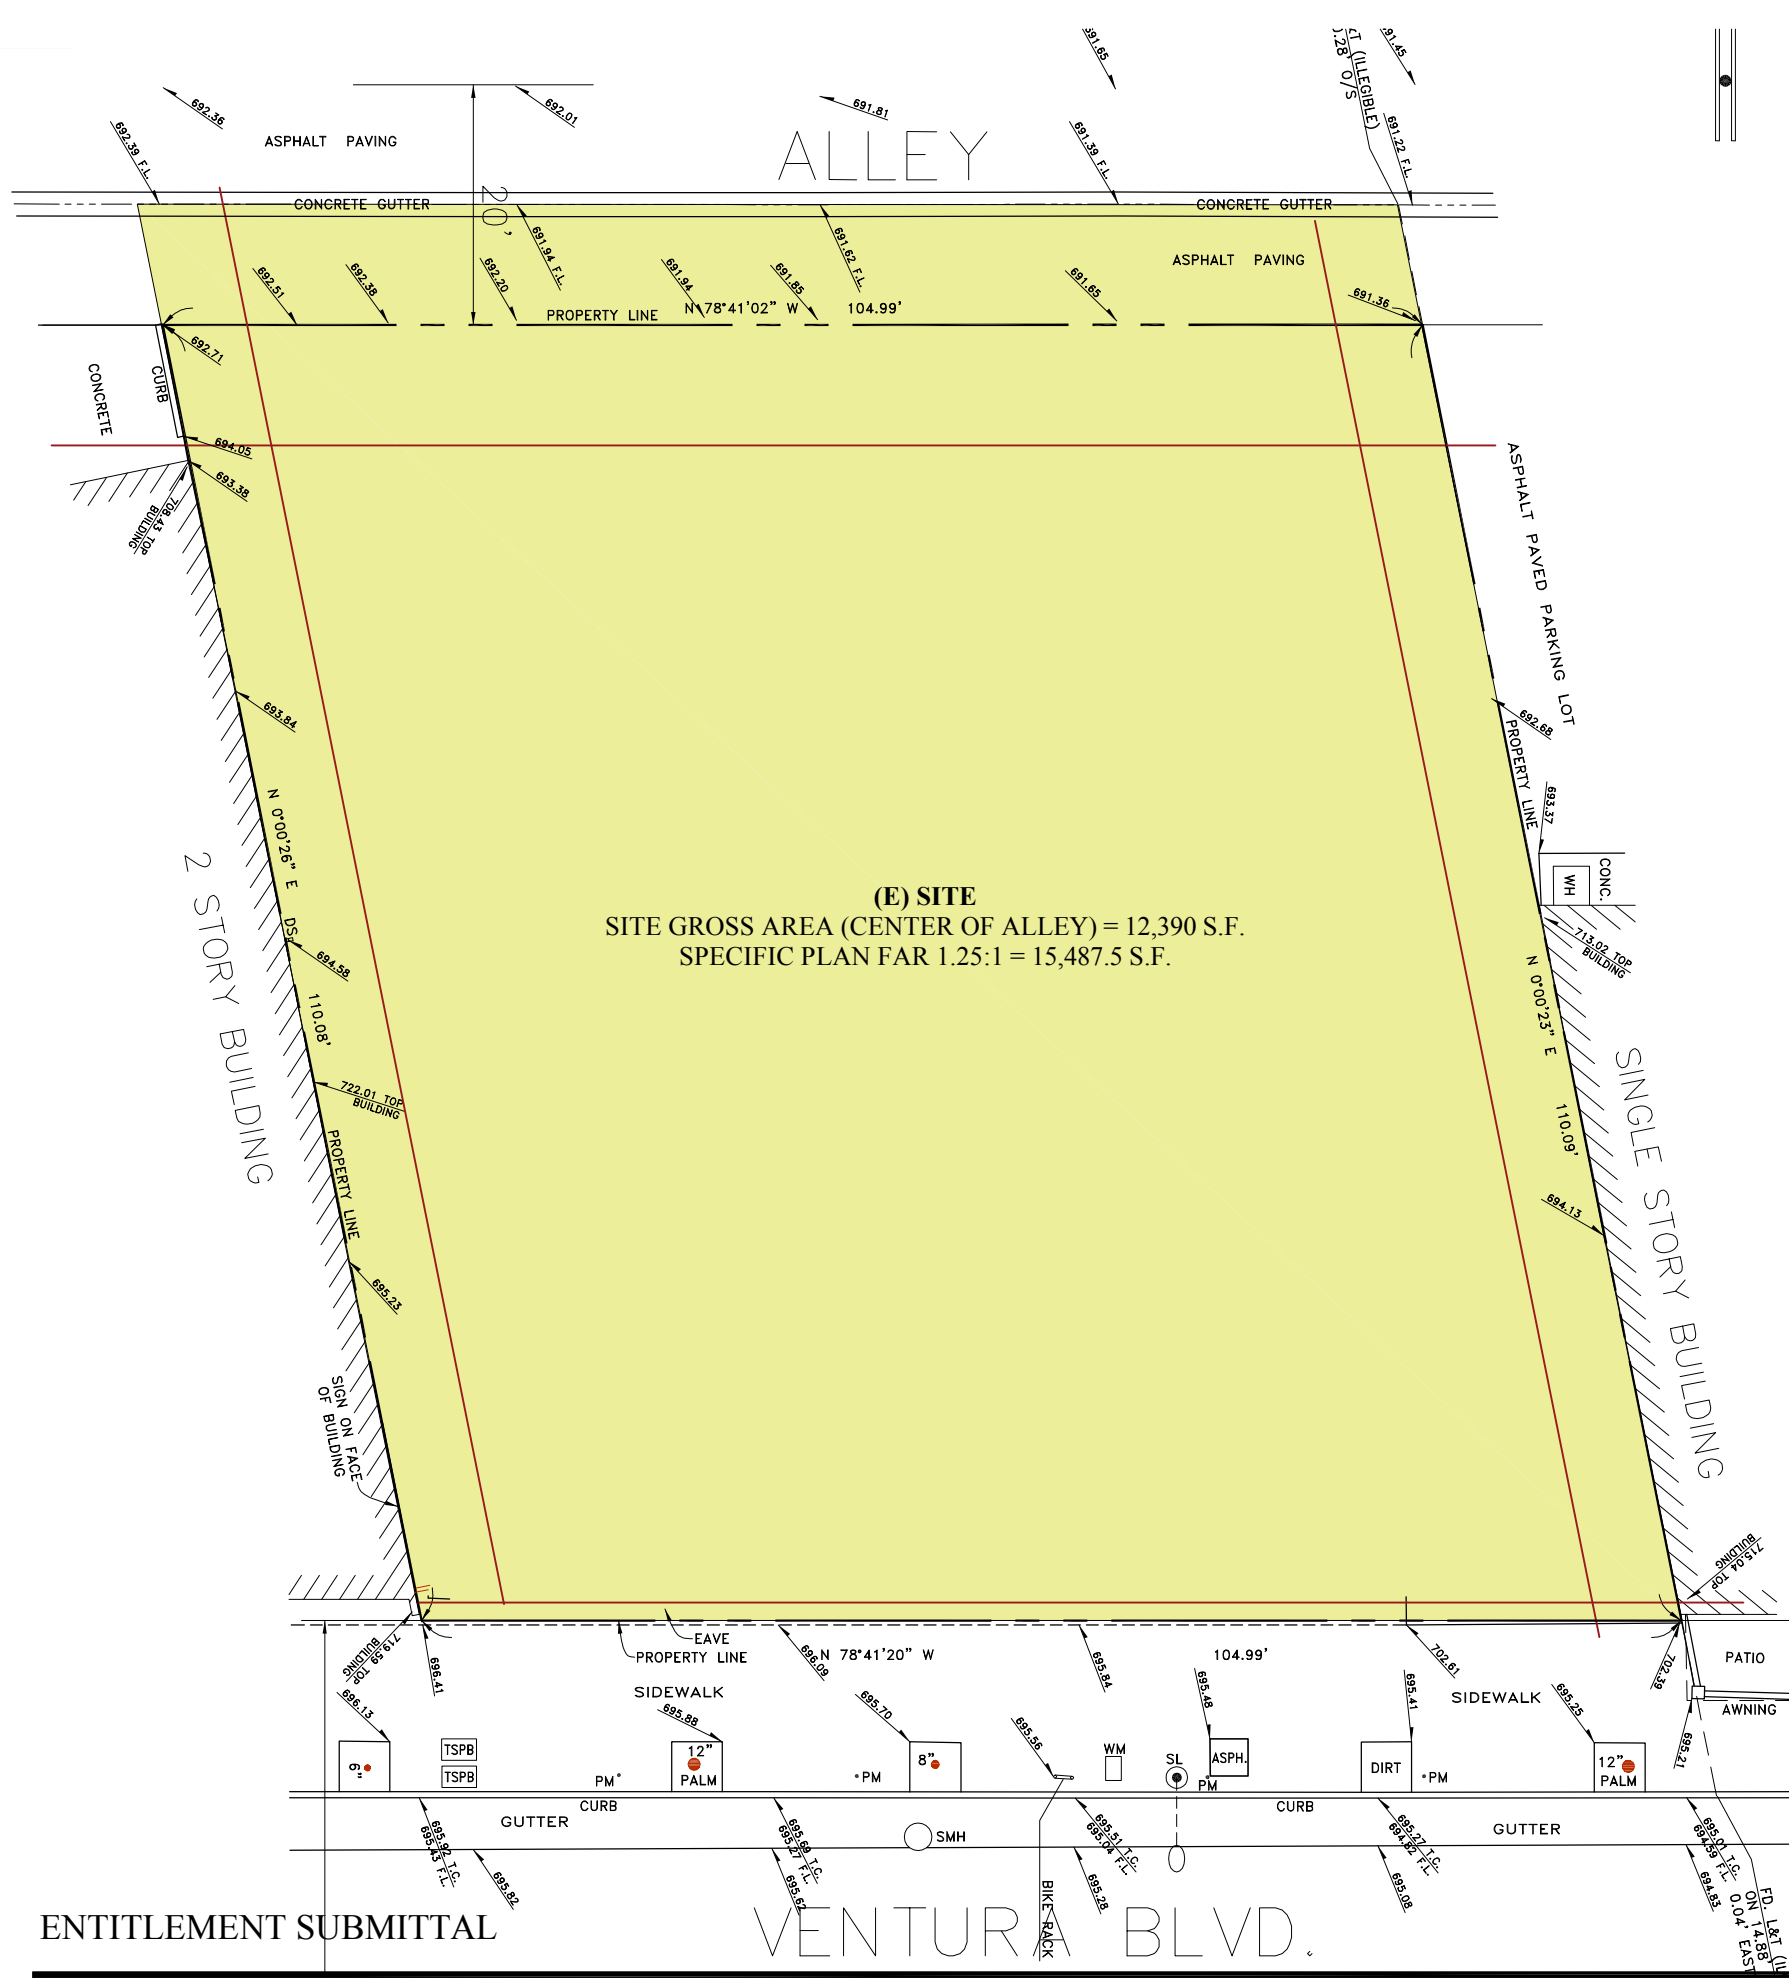 691.65
691.45
&T (ILLEGIBLE)
0.28' O/S
692.36
692.01
691.81
692.39 F.L.
ASPHALT PAVING
ALLEY
691.39 F.L.
691.22 F.L.
20'
CONCRETE GUTTER
CONCRETE GUTTER
691.94 F.L.
691.62 F.L.
ASPHALT PAVING
692.51
692.38
692.20
691.94
691.85
691.65
691.36
PROPERTY LINE
N 78°41'02" W
104.99'
692.71
CURB
CONCRETE
694.05
693.38
708.43 TOP
BUILDING
ASPHALT PAVED PARKING LOT
693.84
692.68
PROPERTY LINE
693.37
N 0°00'26" E
CONC.
WH
2 STORY BUILDING
(E) SITE
SITE GROSS AREA (CENTER OF ALLEY) = 12,390 S.F.
SPECIFIC PLAN FAR 1.25:1 = 15,487.5 S.F.
DS
694.58
713.02 TOP
BUILDING
110.08'
N 0°00'23" E
722.01 TOP
BUILDING
110.09'
SINGLE STORY BUILDING
PROPERTY LINE
694.13
695.23
SIGN ON FACE
OF BUILDING
715.04 TOP
BUILDING
719.59 TOP
BUILDING
696.41
EAVE
PROPERTY LINE
696.09
N 78°41'20" W
695.84
104.99'
702.61
702.39
PATIO
SIDEWALK
SIDEWALK
AWNING
696.13
695.88
695.70
695.56
695.48
695.41
695.25
695.21
6"
TSPB
TSPB
12"
PALM
8"
WM
SL
ASPH.
DIRT
12"
PALM
PM
PM
PM
PM
CURB
CURB
GUTTER
GUTTER
SMH
695.92 T.C.
695.43 F.L.
695.69 T.C.
695.27 F.L.
695.51 T.C.
695.04 F.L.
695.27 T.C.
694.82 F.L.
695.01 T.C.
694.59 F.L.
695.82
695.62
695.28
695.08
694.83
BIKE RACK
FD. L&T (IL
ON 14.88'
0.04' EAST
ENTITLEMENT SUBMITTAL
VENTURA BLVD.